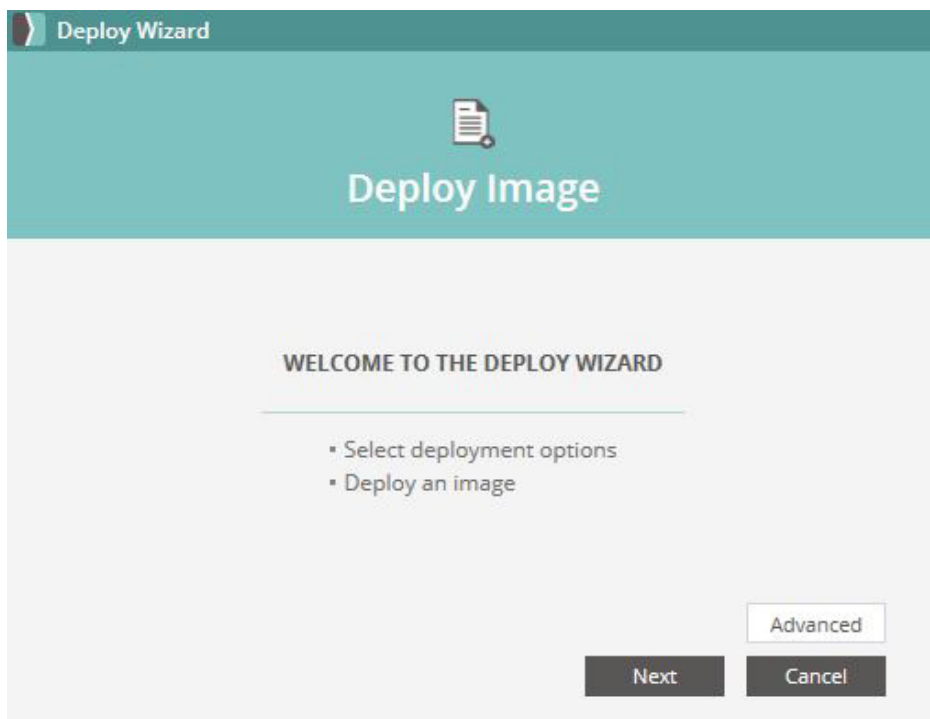 Deploy Wizard
Deploy Image
WELCOME TO THE DEPLOY WIZARD
▪ Select deployment options
▪ Deploy an image
Advanced
Next Cancel